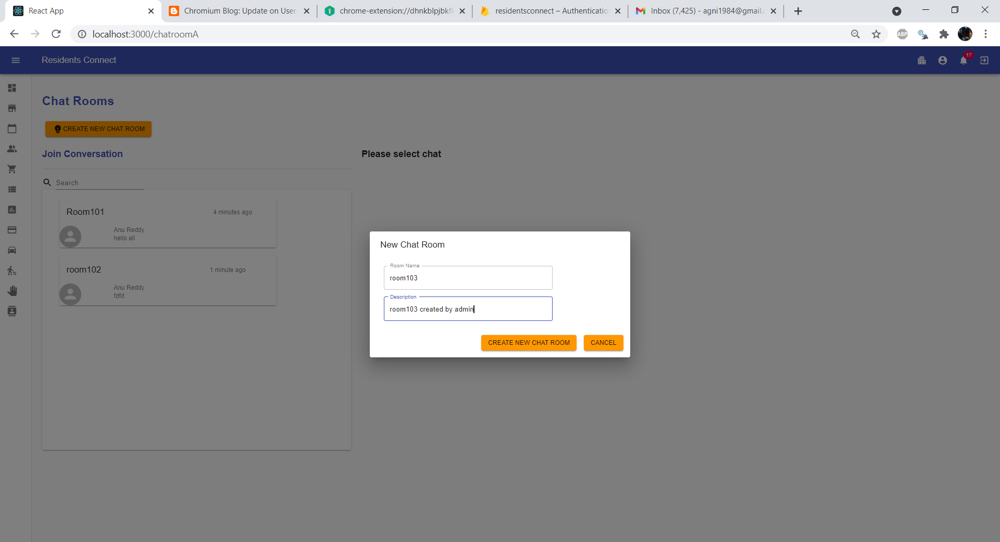 React App
Chromium Blog: Update on User-
chrome-extension://dhnkblpjbkfk
residentsconnect – Authenticatio
Inbox (7,425) - agni1984@gmail.c
localhost:3000/chatroomA
ABP
Residents Connect
17
Chat Rooms
CREATE NEW CHAT ROOM
Join Conversation
Please select chat
Search
Room101
4 minutes ago
Anu Reddy
hello all
room102
1 minute ago
Anu Reddy
fdfd
New Chat Room
Room Name
room103
Description
room103 created by admin
CREATE NEW CHAT ROOM
CANCEL